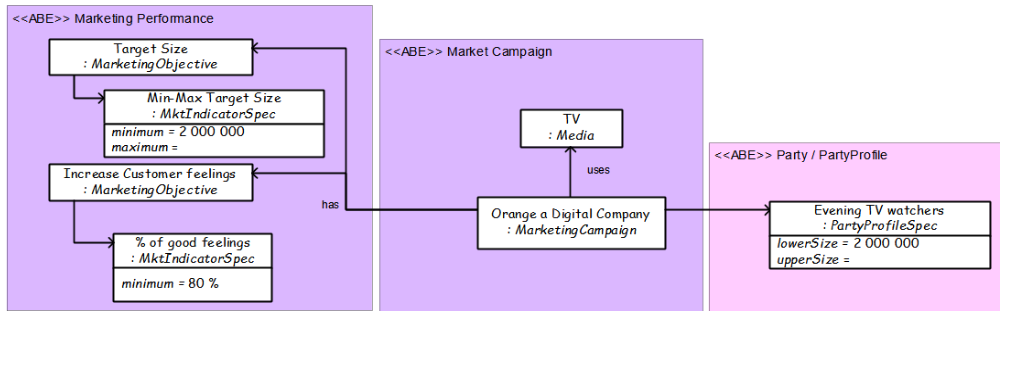 <<ABE>> Marketing Performance
Target Size
: MarketingObjective
Min-Max Target Size
: MktIndicatorSpec
minimum = 2 000 000
maximum =
Increase Customer feelings
: MarketingObjective
% of good feelings
: MktIndicatorSpec
minimum = 80 %
has
<<ABE>> Market Campaign
TV
: Media
uses
Orange a Digital Company
: MarketingCampaign
<<ABE>> Party / PartyProfile
Evening TV watchers
: PartyProfileSpec
lowerSize = 2 000 000
upperSize =